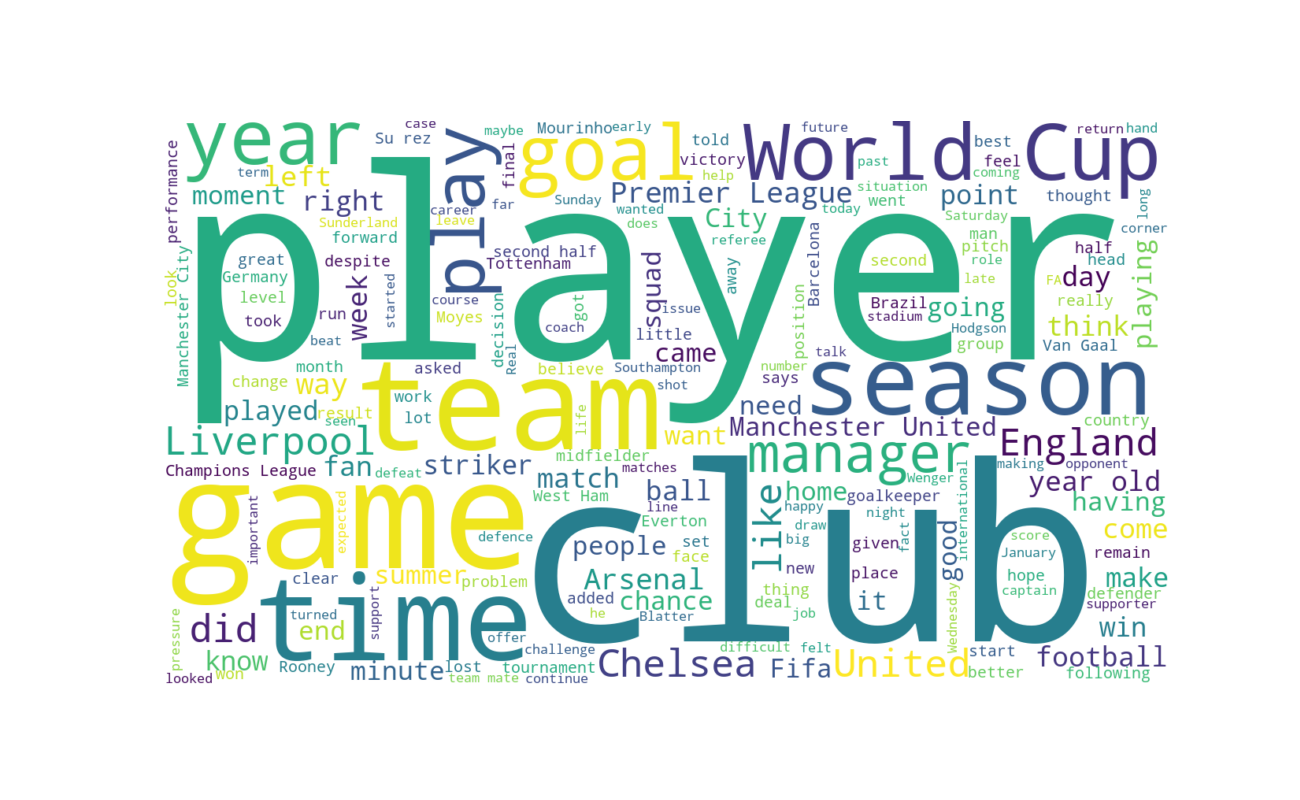 year
case
Su rez
play
maybe
Mourinho
early
goal
told
victory
help
World Cup
future
past
best
feel
coming
return
hand
performance
term
left
moment
right
final
Premier League
situation
went
point
thought
long
corner
Sunderland
career
leave
forward
far
Sunday
wanted
does
City
today
referee
Saturday
man
pitch
role
half
head
player
great
despite
second half
Tottenham
squad
away
Barcelona
second
late
FA
day
playing
look
Manchester City
Germany
level
took
run
week
started
course
Moyes
decision
Real
got
coach
issue
little
position
Brazil
stadium
going
Hodgson
group
really
think
Van Gaal
beat
month
change
way
asked
believe
Southampton
shot
came
number
says
talk
season
played
result
seen
work
lot
team
life
want
need
Manchester United
country
England
Liverpool
Champions League
fan
defeat
striker
midfielder
match
matches
West Ham
manager
Wenger
international
making
opponent
year old
having
game
important
expected
defence
ball
line
Everton
like
home
happy
goalkeeper
night
draw
big
fact
good
score
come
January
remain
people
set
face
given
new
place
hope
captain
make
defender
supporter
clear
summer
problem
Arsenal
added
chance
he
Blatter
thing
deal
job
it
club
Wednesday
win
pressure
did
end
turned
support
time
offer
challenge
difficult
felt
start
football
know
looked
won
Rooney
minute
lost
team mate
tournament
continue
Chelsea
Fifa
United
better
following